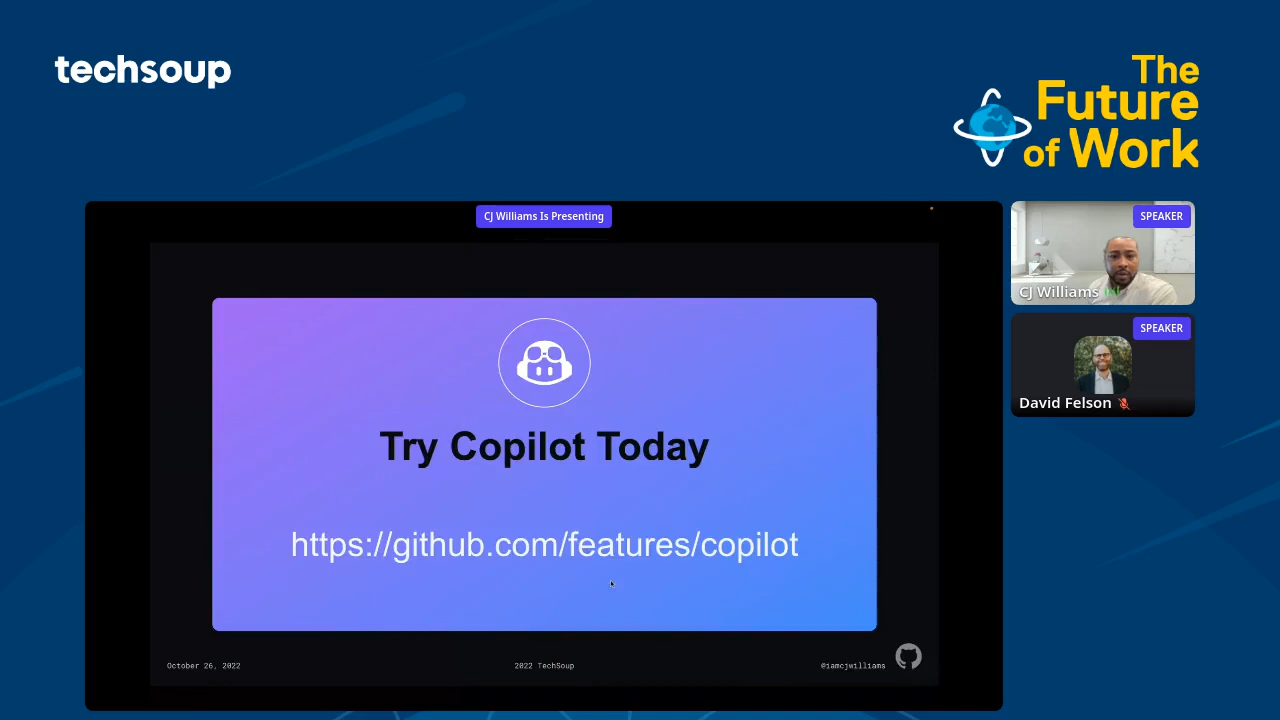 techsoup
The
Future
of Work
CJ Williams Is Presenting
SPEAKER
CJ Williams
SPEAKER
David Felson
Try Copilot Today
https://github.com/features/copilot
October 26, 2022
2022 TechSoup
@iamcjwilliams